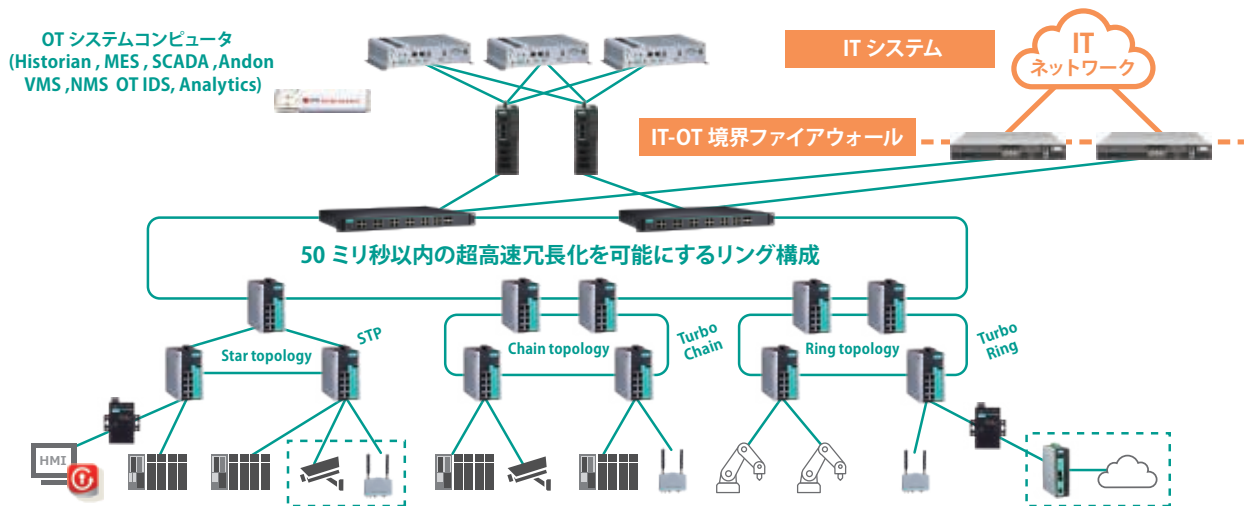 OT システムコンピュータ
(Historian , MES , SCADA ,Andon
VMS ,NMS OT IDS, Analytics)
IT システム
IT
ネットワーク
IT-OT 境界ファイアウォール
50 ミリ秒以内の超高速冗長化を可能にするリング構成
Star topology
STP
Chain topology
Turbo
Chain
Ring topology
Turbo
Ring
HMI